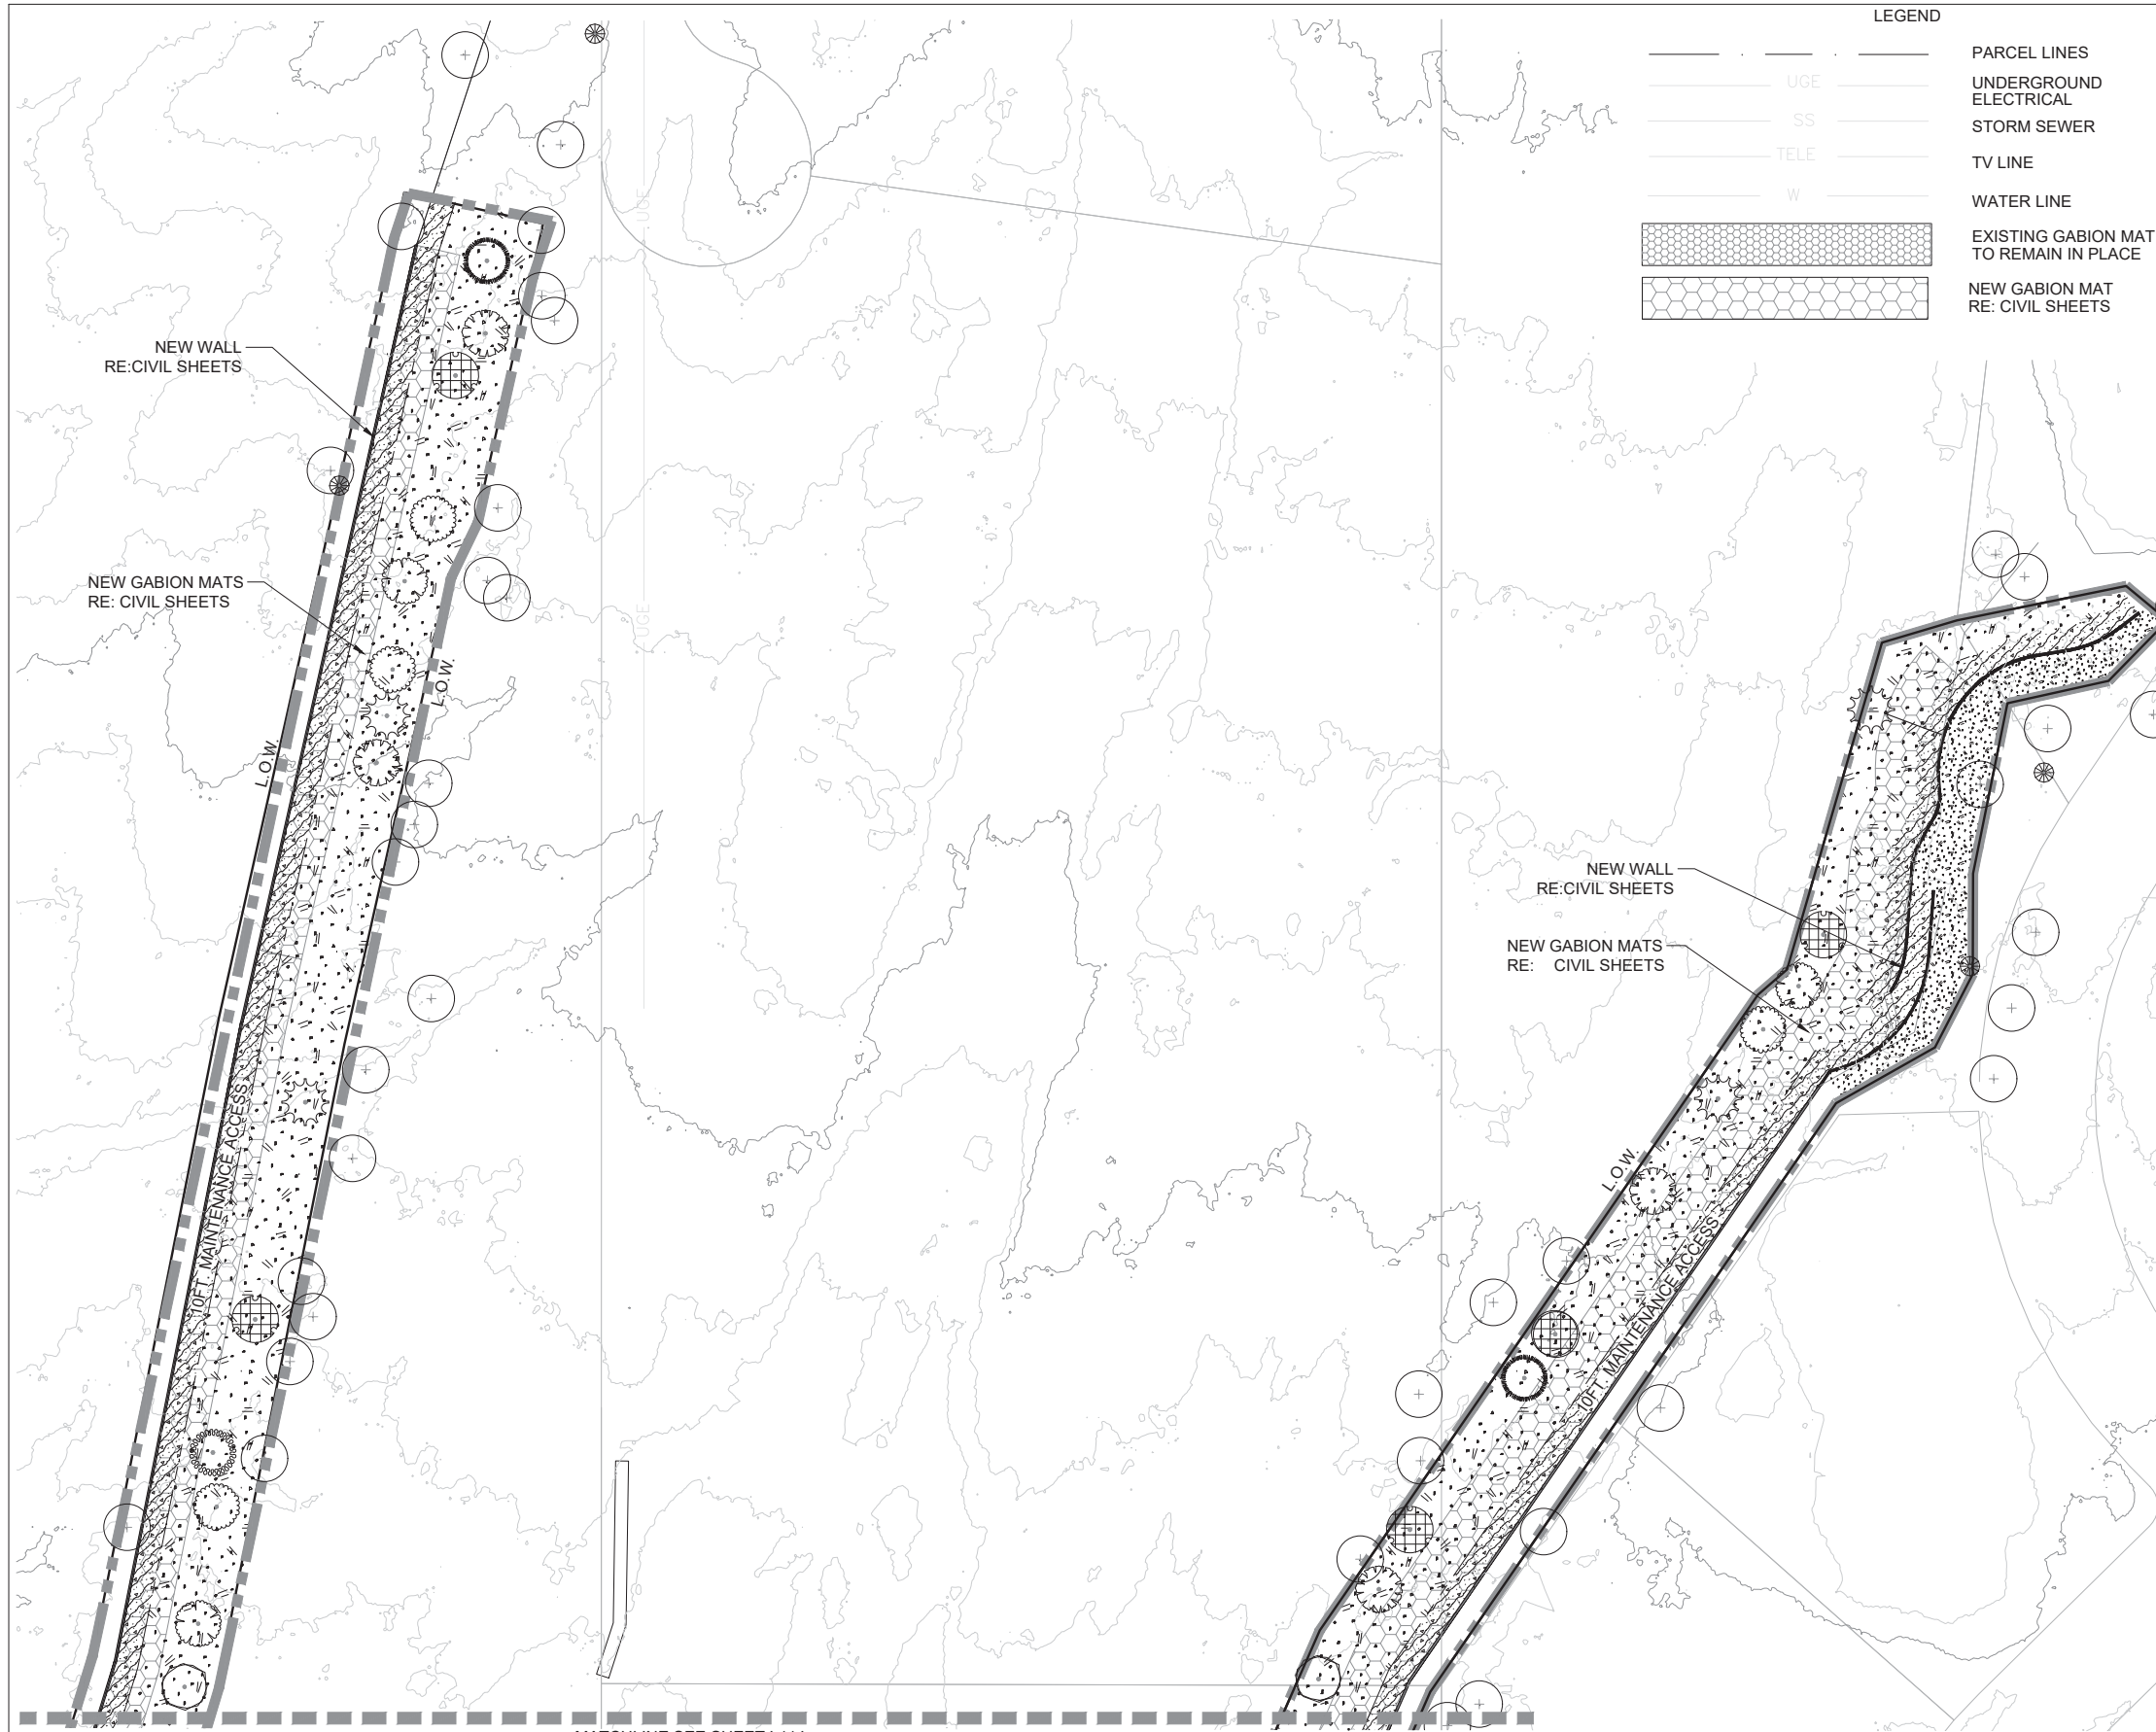 LEGEND
PARCEL LINES
UGE
UNDERGROUND
ELECTRICAL
SS
STORM SEWER
TELE
TV LINE
W
WATER LINE
EXISTING GABION MAT
TO REMAIN IN PLACE
NEW GABION MAT
RE: CIVIL SHEETS
UGE
NEW WALL
RE:CIVIL SHEETS
NEW GABION MATS
RE: CIVIL SHEETS
UGE
L.O.W.
L.O.W.
10FT. MAINTENANCE ACCESS
NEW WALL
RE:CIVIL SHEETS
NEW GABION MATS
RE: CIVIL SHEETS
L.O.W.
10FT. MAINTENANCE ACCESS